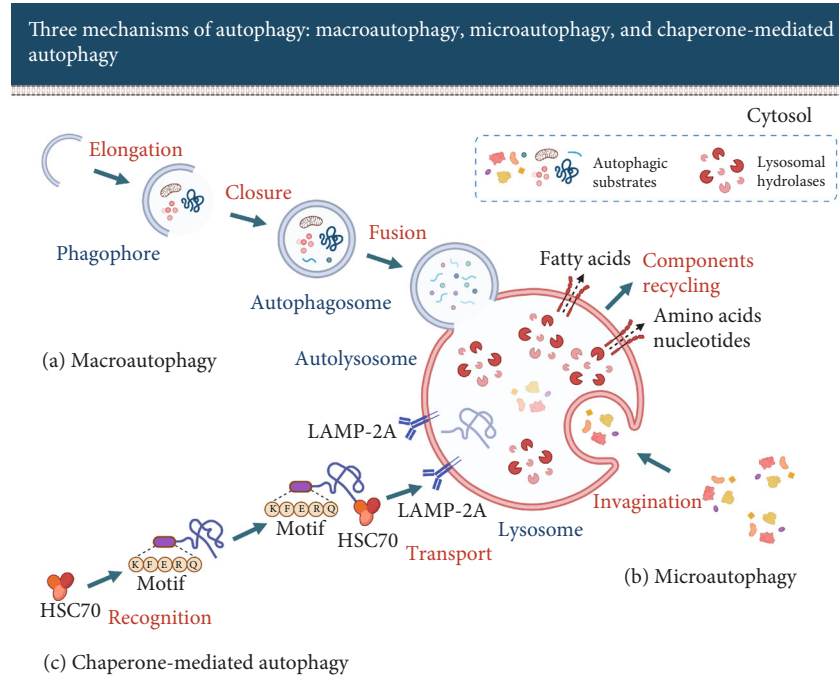 Three mechanisms of autophagy: macroautophagy, microautophagy, and chaperone-mediated
autophagy
Cytosol
Autophagic
substrates
Lysosomal
hydrolases
Elongation
Closure
Fusion
Phagophore
Autophagosome
Autolysosome
(a) Macroautophagy
Fatty acids
Components
recycling
Amino acids
nucleotides
LAMP-2A
LAMP-2A
Lysosome
Invagination
(b) Microautophagy
K F E R Q
Motif
HSC70
Transport
K F E R Q
Motif
HSC70
Recognition
(c) Chaperone-mediated autophagy